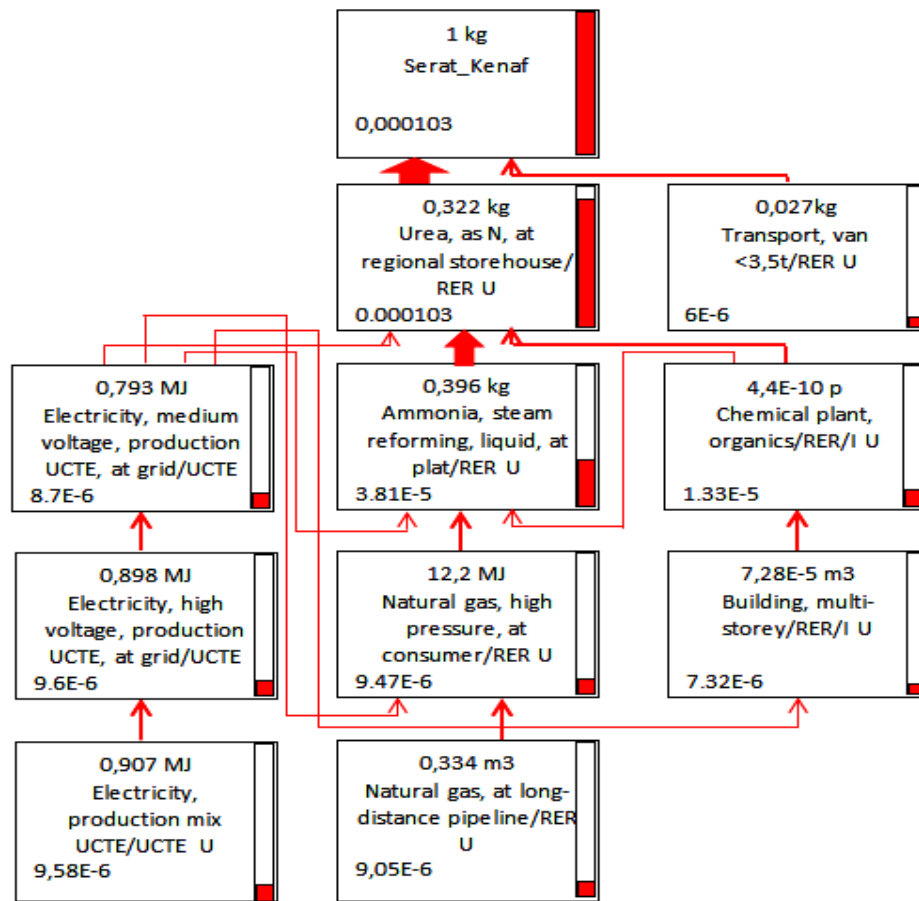 1 kg
Serat_Kenaf
0,000103
0,322 kg
Urea, as N, at
regional storehouse/
RER U
0.000103
0,027kg
Transport, van
<3,5t/RER U
6E-6
0,793 MJ
Electricity, medium
voltage, production
UCTE, at grid/UCTE
8.7E-6
0,396 kg
Ammonia, steam
reforming, liquid, at
plat/RER U
3.81E-5
4,4E-10 p
Chemical plant,
organics/RER/I U
1.33E-5
0,898 MJ
Electricity, high
voltage, production
UCTE, at grid/UCTE
9.6E-6
12,2 MJ
Natural gas, high
pressure, at
consumer/RER U
9.47E-6
7,28E-5 m3
Building, multi-
storey/RER/I U
7.32E-6
0,907 MJ
Electricity,
production mix
UCTE/UCTE U
9,58E-6
0,334 m3
Natural gas, at long-
distance pipeline/RER
U
9,05E-6